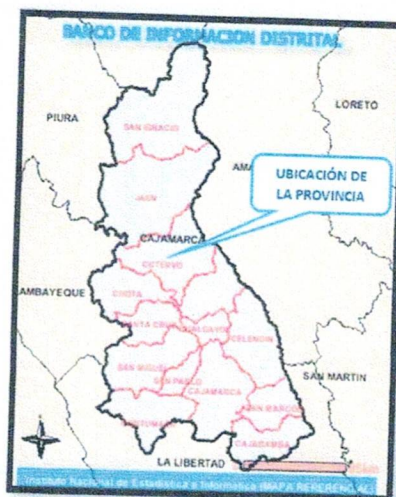 BANCO DE INFORMACION DISTRITAL
LORETO
PIURA
SAN IGNACIO
AMA
UBICACIÓN DE
LA PROVINCIA
JAEN
CAJAMARCA
CUTERVO
AMBAYEQUE
CHOTA
SANTA CRUZ
HUALGAYOC
CELENDIN
SAN MIGUEL
SAN PABLO
SAN MARTIN
CAJAMARCA
SAN MARCOS
CONTUMAZA
CAJABAMBA
LA LIBERTAD
Instituto Nacional de Estadística e Informática (MAPA REFERENCIAL)